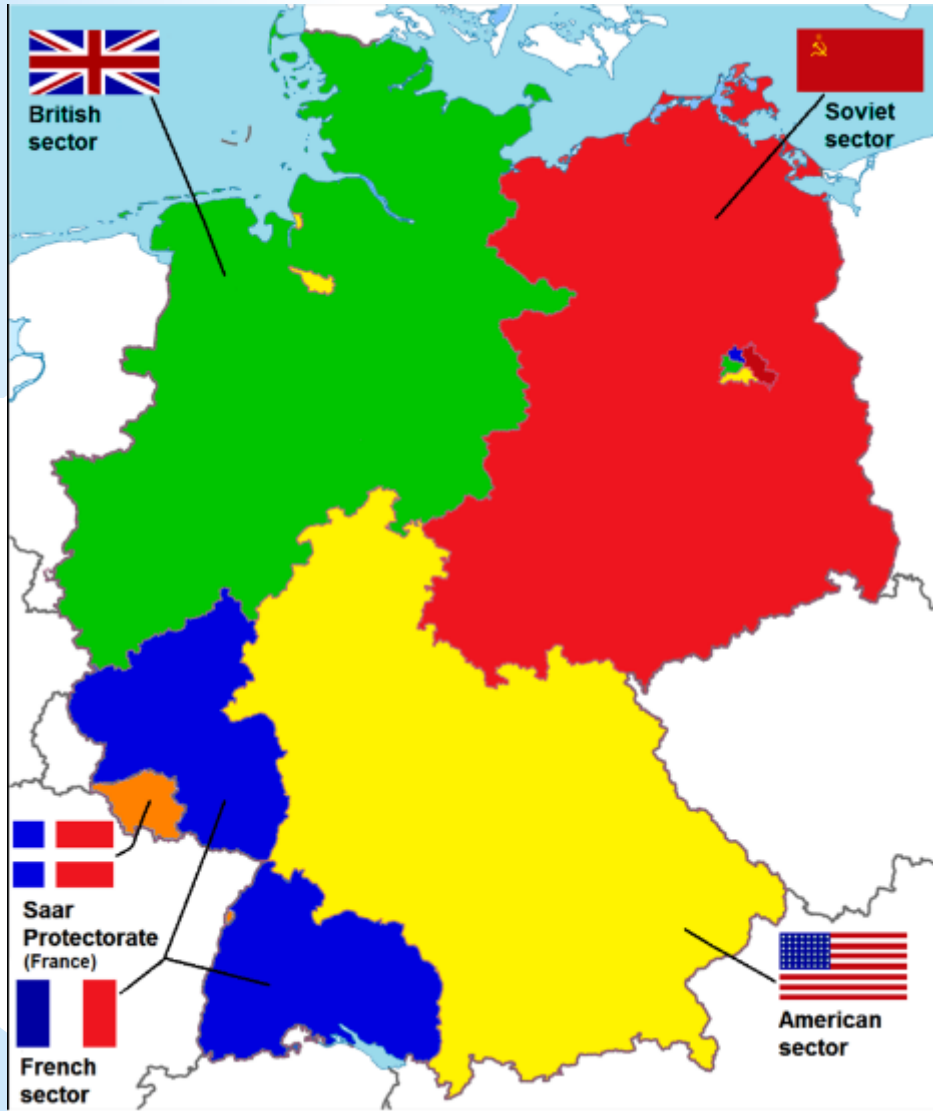 British
sector
Soviet
sector
Saar
Protectorate
(France)
French
sector
American
sector